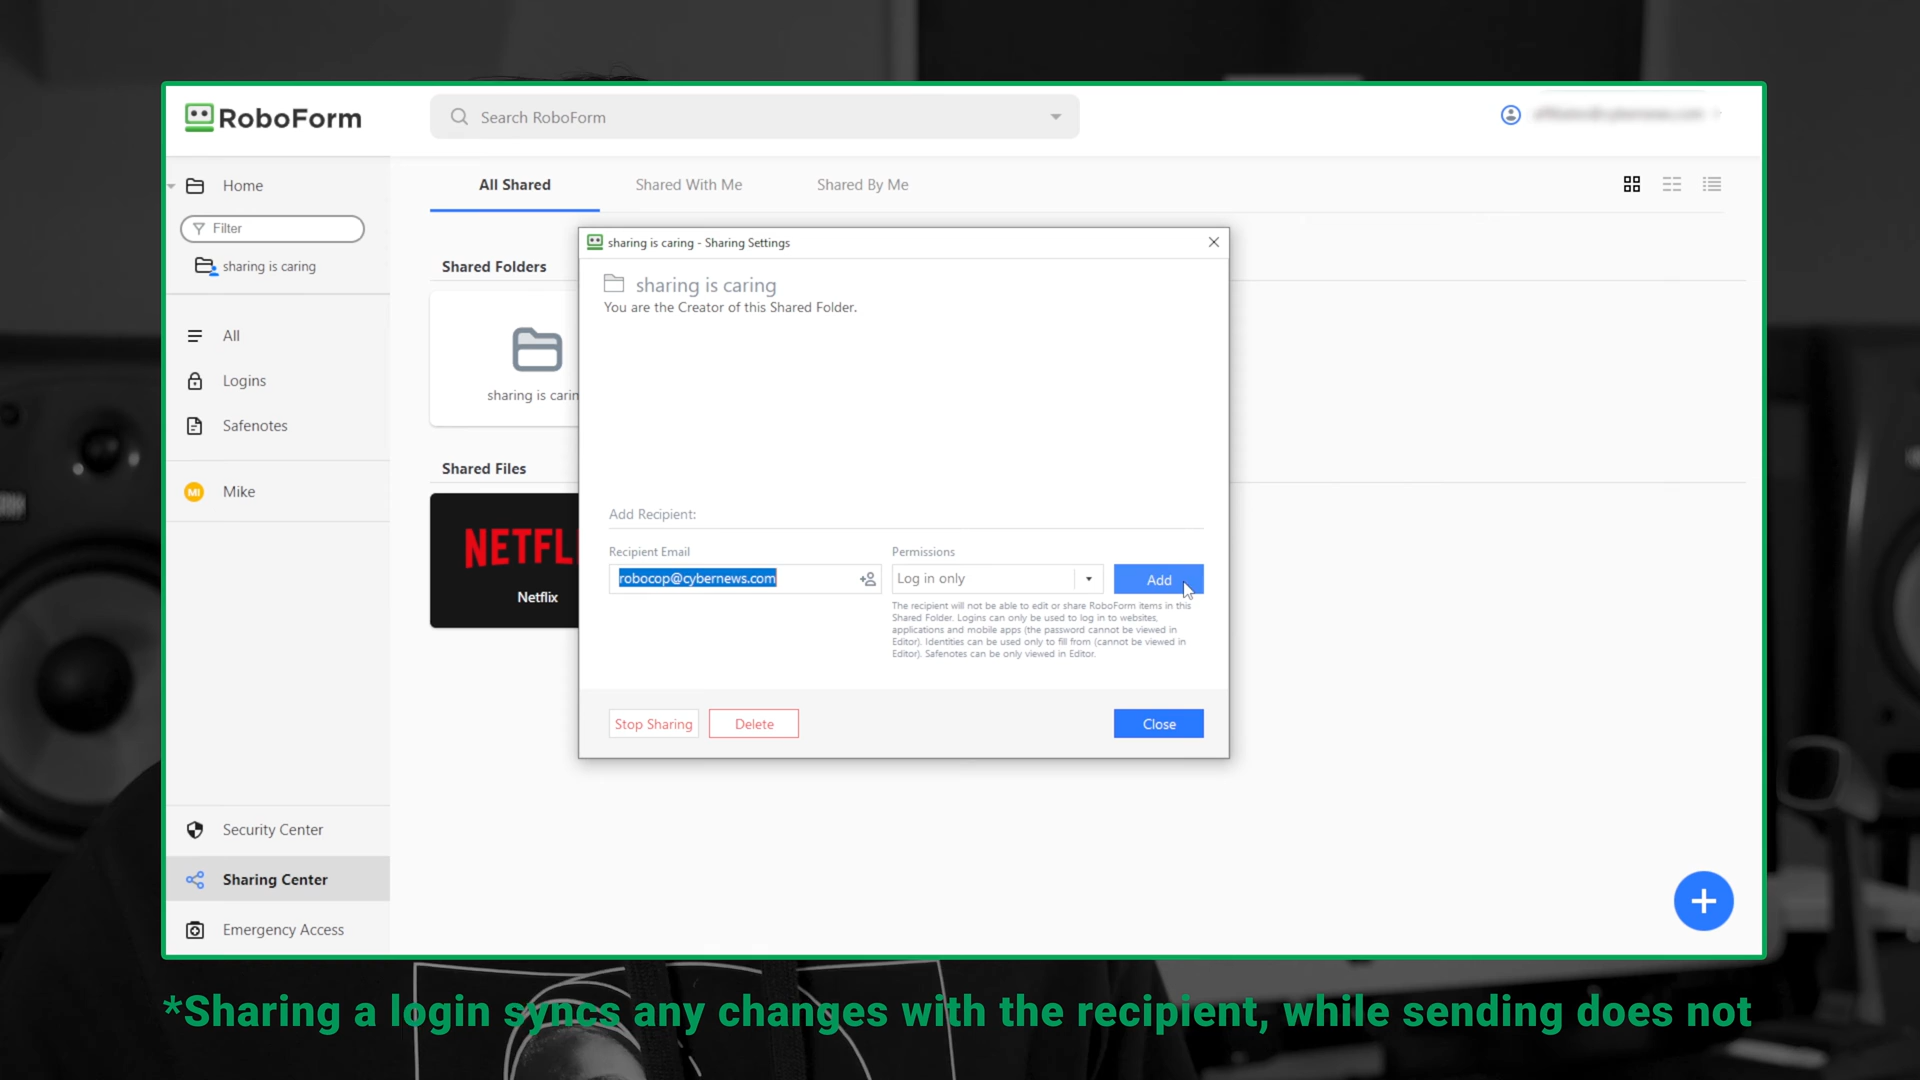 RoboForm
Search RoboForm
Home
Filter
sharing is caring
All
Logins
Safenotes
MI
Mike
Security Center
Sharing Center
Emergency Access
All Shared
Shared With Me
Shared By Me
Shared Folders
sharing is carin
Shared Files
NETFLI
Netflix
sharing is caring - Sharing Settings
sharing is caring
You are the Creator of this Shared Folder.
Add Recipient:
Recipient Email
Permissions
robocop@cybernews.com
Log in only
Add
The recipient will not be able to edit or share RoboForm items in this
Shared Folder. Logins can only be used to log in to websites,
applications and mobile apps (the password cannot be viewed in
Editor). Identities can be used only to fill from (cannot be viewed in
Editor). Safenotes can be only viewed in Editor.
Stop Sharing
Delete
Close
*Sharing a login syncs any changes with the recipient, while sending does not